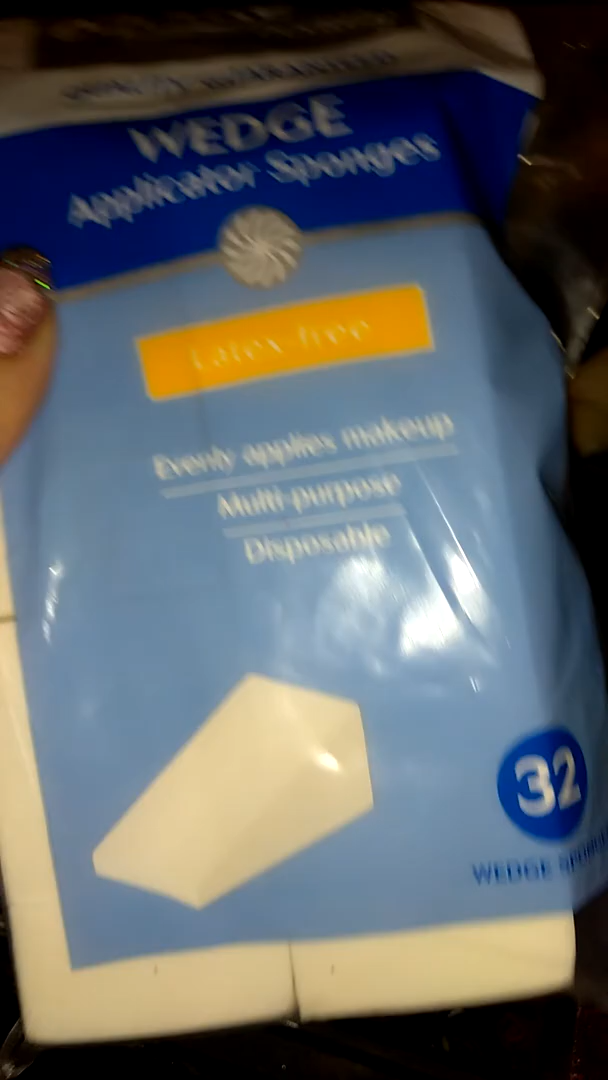 WEDGE
Applicator Sponges
Latex-free
Evenly applies makeup
Multi-purpose
Disposable
32
WEDGE